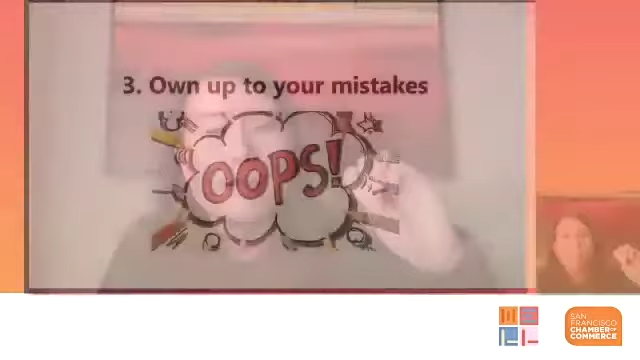 3. Own up to your mistakes
OOPS!
SAN
FRANCISCO
CHAMBER OF
COMMERCE